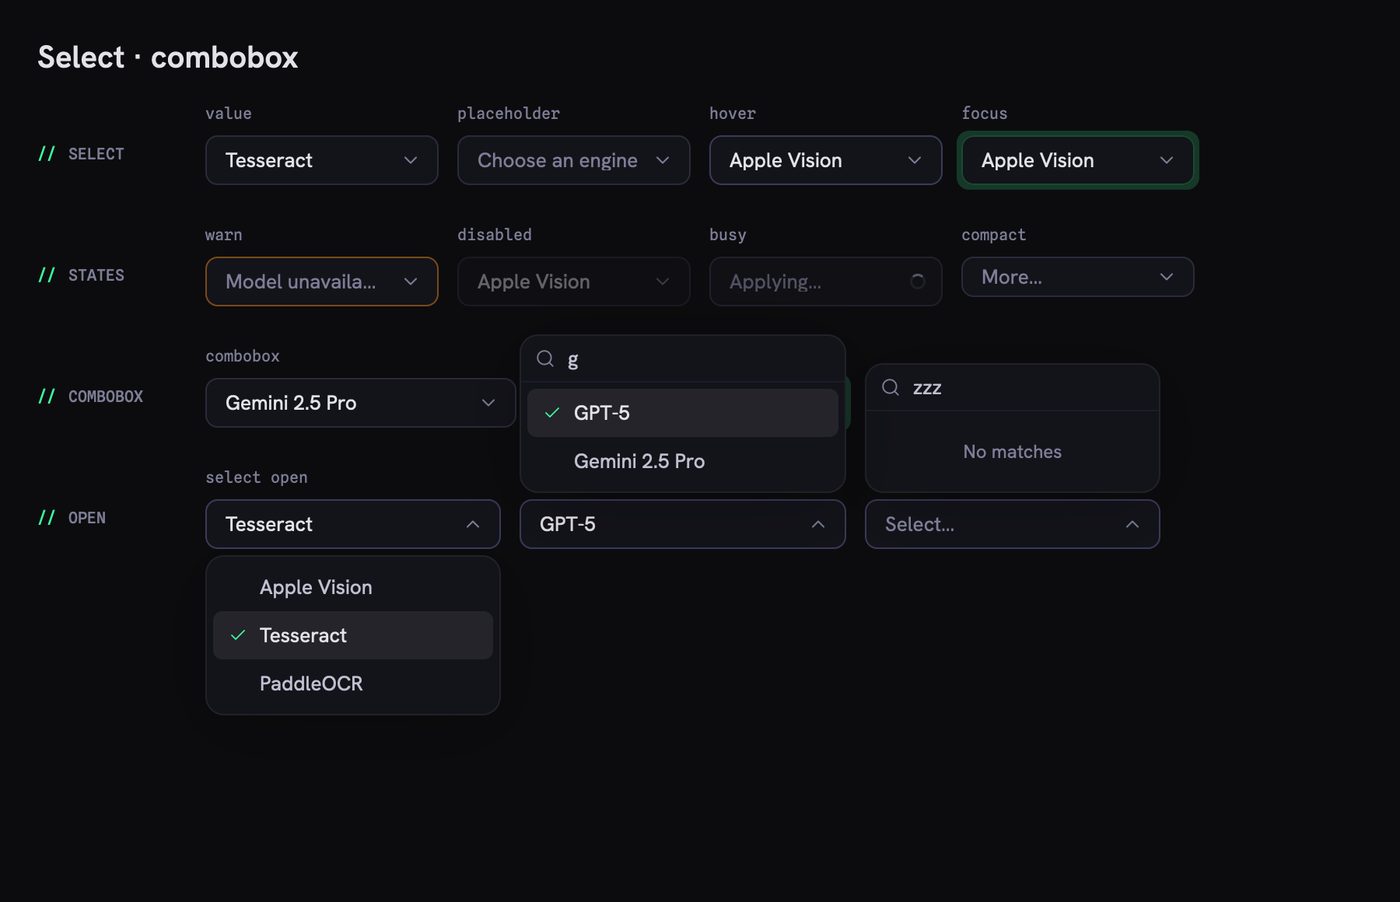 Select · combobox
value
placeholder
hover
focus
// SELECT
Tesseract
Choose an engine
Apple Vision
Apple Vision
warn
disabled
busy
compact
// STATES
Model unavaila...
Apple Vision
Applying...
More...
combobox
// COMBOBOX
Gemini 2.5 Pro
g
GPT-5
Gemini 2.5 Pro
zzz
No matches
select open
// OPEN
Tesseract
GPT-5
Select...
Apple Vision
Tesseract
PaddleOCR